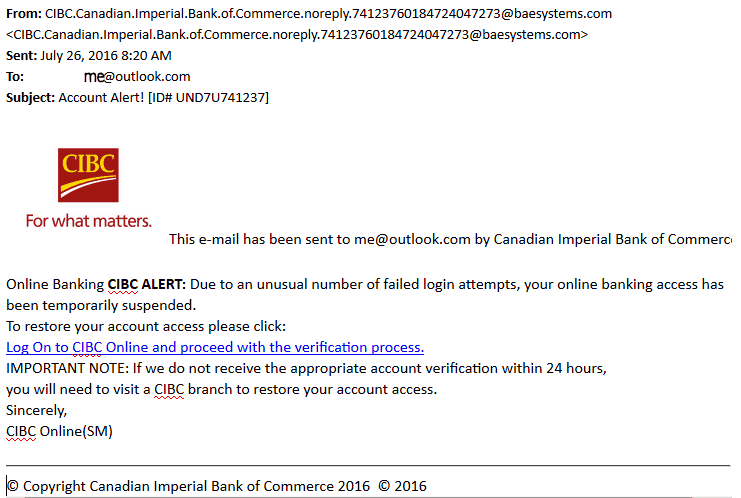 From: CIBC.Canadian.Imperial.Bank.of.Commerce.noreply.74123760184724047273@baesystems.com
<CIBC.Canadian.Imperial.Bank.of.Commerce.noreply.74123760184724047273@baesystems.com>
Sent: July 26, 2016 8:20 AM
To: me@outlook.com
Subject: Account Alert! [ID# UND7U741237]
CIBC
For what matters.
This e-mail has been sent to me@outlook.com by Canadian Imperial Bank of Commerc
Online Banking CIBC ALERT: Due to an unusual number of failed login attempts, your online banking access has
been temporarily suspended.
To restore your account access please click:
Log On to CIBC Online and proceed with the verification process.
IMPORTANT NOTE: If we do not receive the appropriate account verification within 24 hours,
you will need to visit a CIBC branch to restore your account access.
Sincerely,
CIBC Online(SM)
© Copyright Canadian Imperial Bank of Commerce 2016 © 2016